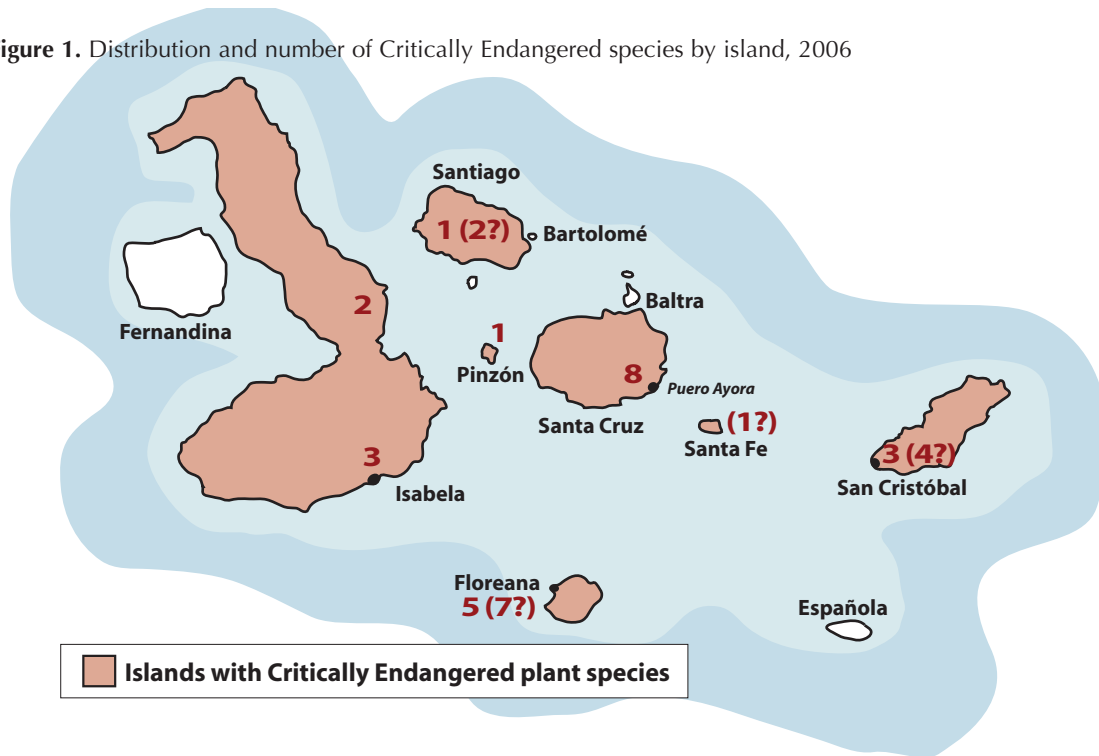 igure 1. Distribution and number of Critically Endangered species by island, 2006
Santiago
1 (2?)
Bartolomé
2
Fernandina
Baltra
1
Pinzón
8
Puero Ayora
Santa Cruz
(1?)
Santa Fe
3 (4?)
San Cristóbal
3
Isabela
Floreana
5 (7?)
Española
Islands with Critically Endangered plant species